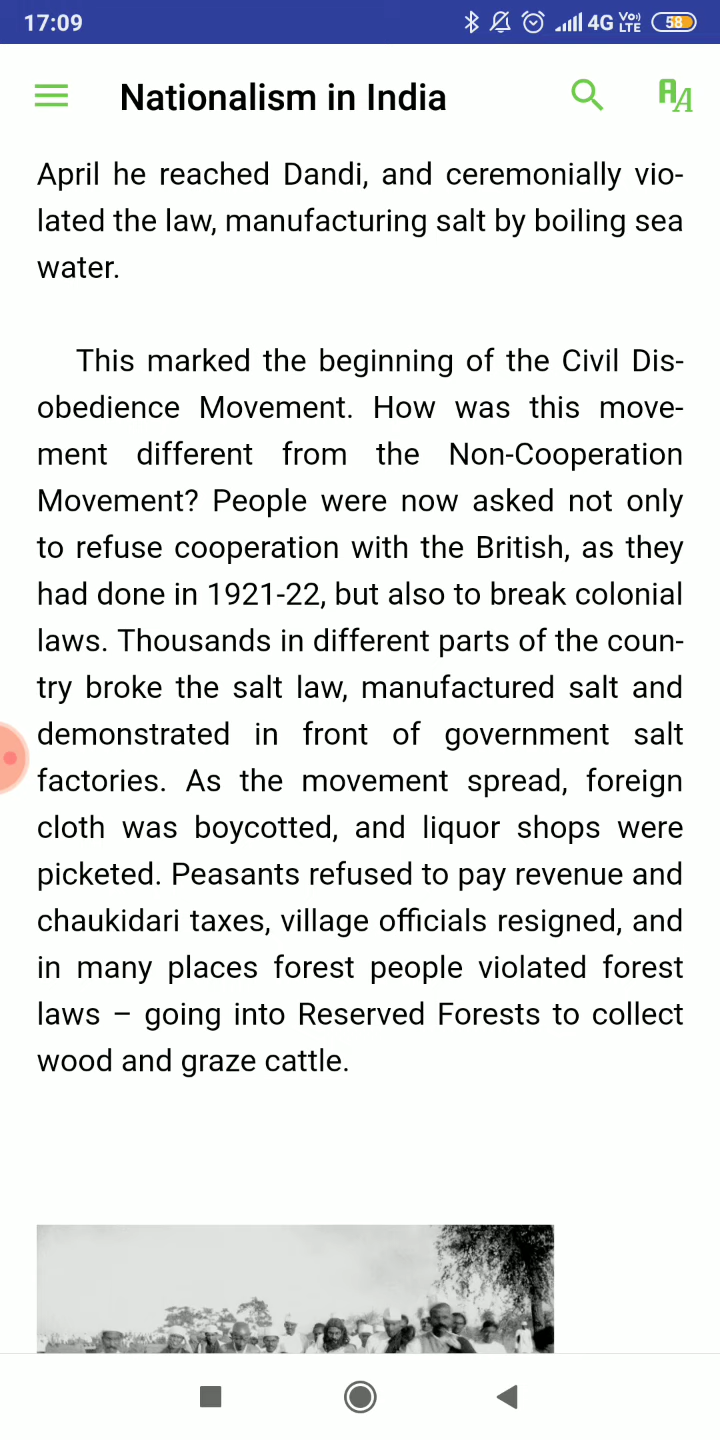 17:09
4G Vo) LTE 58
Nationalism in India
April he reached Dandi, and ceremonially vio-
lated the law, manufacturing salt by boiling sea
water.
This marked the beginning of the Civil Dis-
obedience Movement. How was this move-
ment different from the Non-Cooperation
Movement? People were now asked not only
to refuse cooperation with the British, as they
had done in 1921-22, but also to break colonial
laws. Thousands in different parts of the coun-
try broke the salt law, manufactured salt and
demonstrated in front of government salt
factories. As the movement spread, foreign
cloth was boycotted, and liquor shops were
picketed. Peasants refused to pay revenue and
chaukidari taxes, village officials resigned, and
in many places forest people violated forest
laws – going into Reserved Forests to collect
wood and graze cattle.